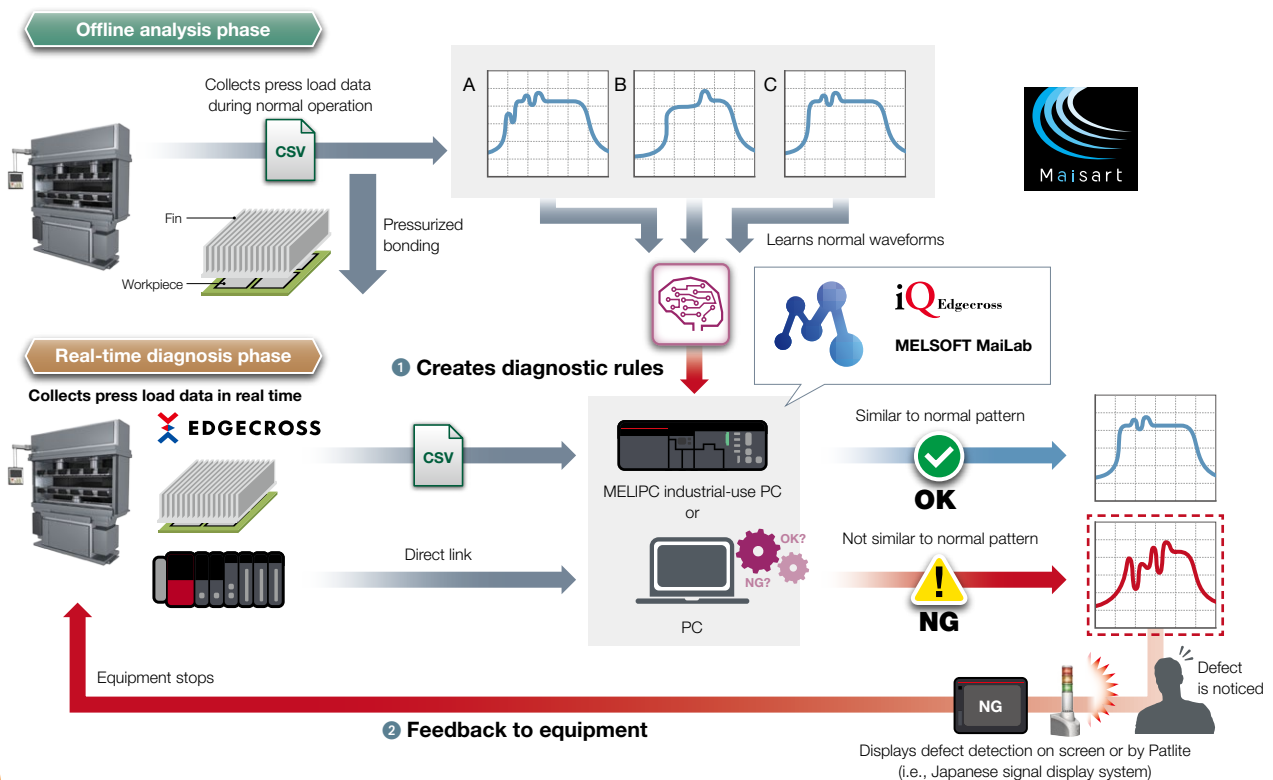 Offline analysis phase
Collects press load data
during normal operation
CSV
A
B
C
Maisart
Fin
Workpiece
Pressurized
bonding
Learns normal waveforms
iQ Edgecross
MELSOFT MaiLab
Real-time diagnosis phase
1 Creates diagnostic rules
Collects press load data in real time
EDGECROSS
CSV
Direct link
MELIPC industrial-use PC
or
OK?
NG?
PC
Similar to normal pattern
OK
Not similar to normal pattern
!
NG
Equipment stops
2 Feedback to equipment
NG
Defect
is noticed
Displays defect detection on screen or by Patlite
(i.e., Japanese signal display system)